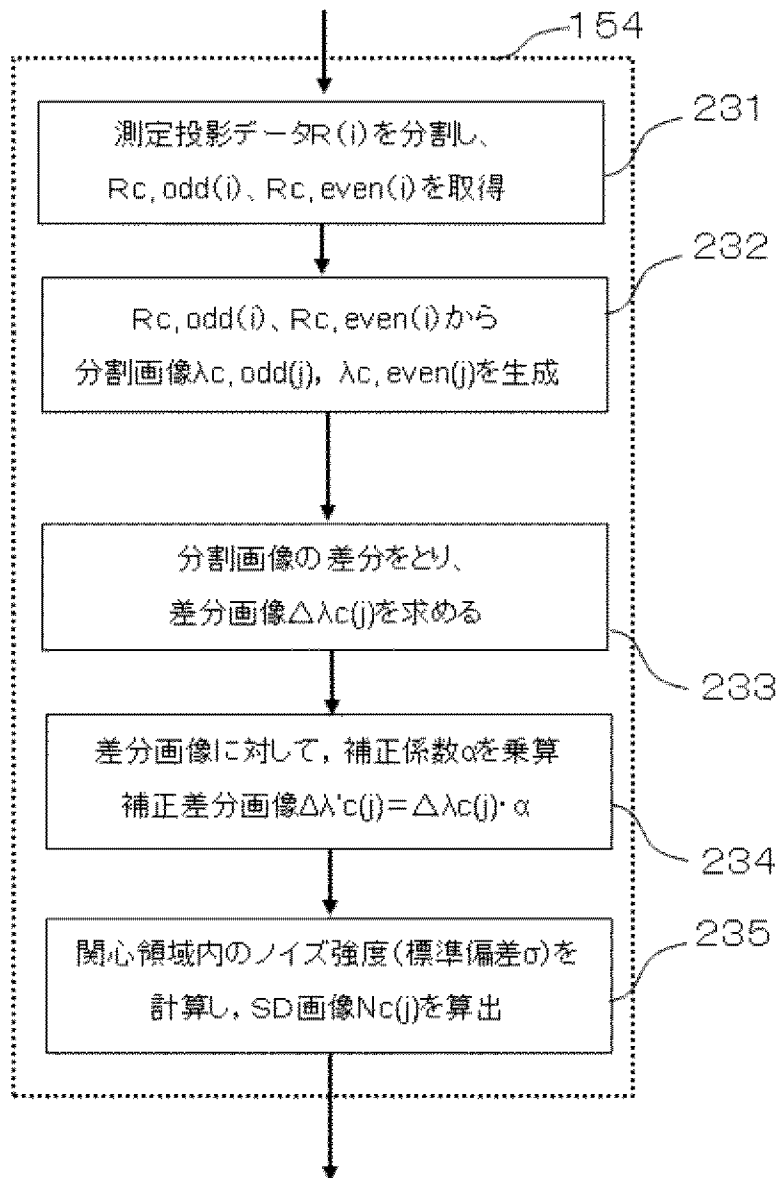 154
測定投影データR(i)を分割し、
Rc,odd(i)、Rc,even(i)を取得
231
Rc,odd(i)、Rc,even(i)から
分割画像λc,odd(j), λc,even(j)を生成
232
分割画像の差分をとり、
差分画像△λc(j)を求める
233
差分画像に対して, 補正係数αを乗算
補正差分画像Δλ'c(j)=△λc(j)・α
234
関心領域内のノイズ強度(標準偏差σ)を
計算し, SD画像Nc(j)を算出
235